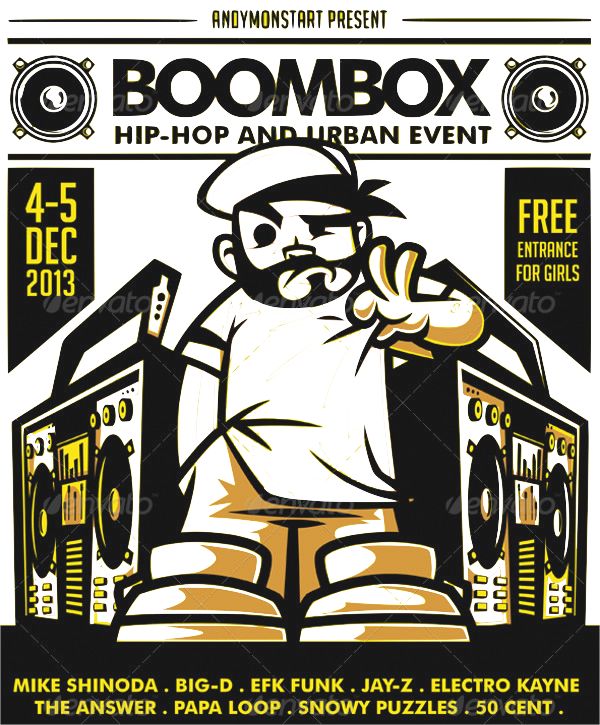 ANDYMONSTART PRESENT
BOOMBOX
HIP-HOP AND URBAN EVENT
4-5
DEC
2013
FREE
ENTRANCE
FOR GIRLS
MIKE SHINODA . BIG-D . EFK FUNK . JAY-Z . ELECTRO KAYNE
THE ANSWER . PAPA LOOP . SNOWY PUZZLES . 50 CENT .
envato